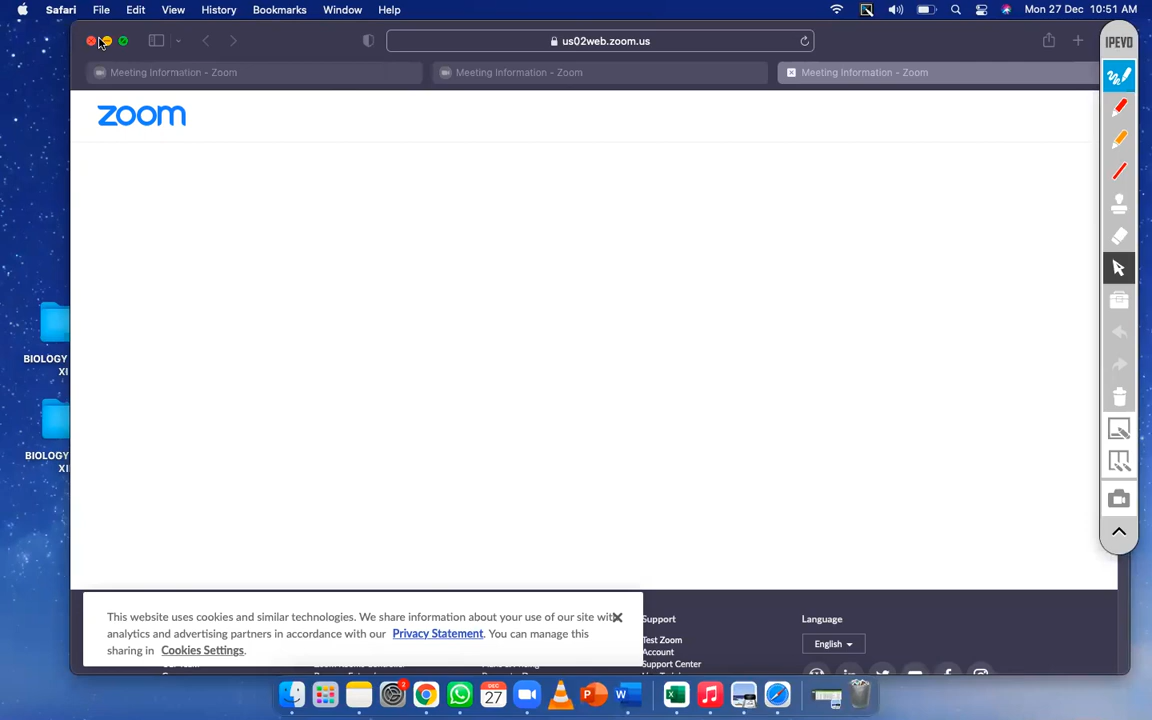 Safari File Edit View History Bookmarks Window Help Mon 27 Dec 10:51 AM
us02web.zoom.us
IPEVO
Meeting Information - Zoom Meeting Information - Zoom Meeting Information - Zoom
zoom
BIOLOGY
XI
BIOLOGY
XI
This website uses cookies and similar technologies. We share information about your use of our site with
analytics and advertising partners in accordance with our Privacy Statement. You can manage this
sharing in Cookies Settings.
Support
Test Zoom
Account
Support Center
Language
English
2
DEC
27